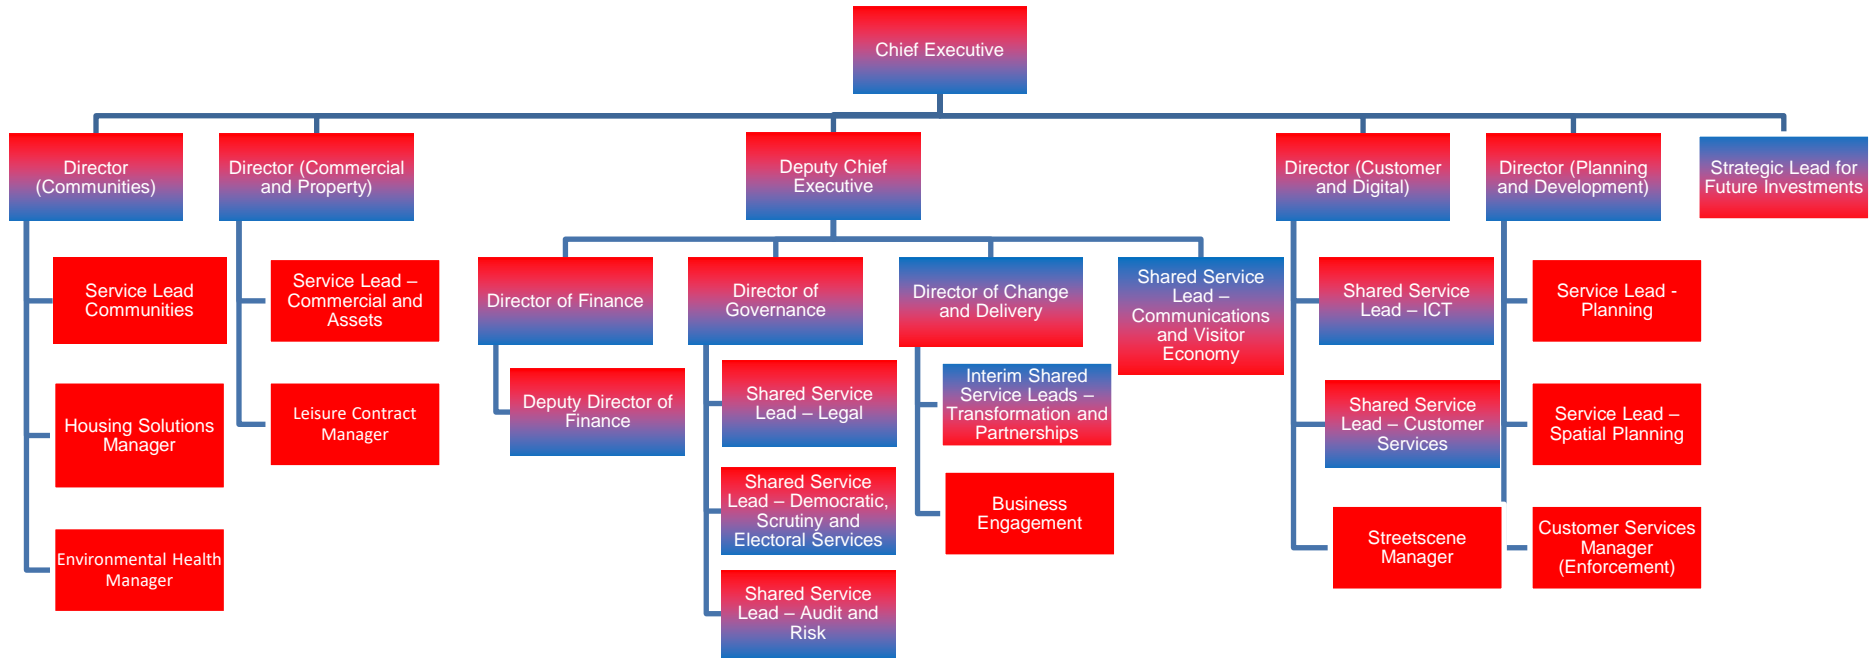 Chief Executive
Director
(Communities)
Director (Commercial
and Property)
Deputy Chief
Executive
Director (Customer
and Digital)
Director (Planning
and Development)
Strategic Lead for
Future Investments
Service Lead
Communities
Housing Solutions
Manager
Environmental Health
Manager
Service Lead –
Commercial and
Assets
Leisure Contract
Manager
Director of Finance
Deputy Director of
Finance
Director of
Governance
Shared Service
Lead – Legal
Shared Service
Lead – Democratic,
Scrutiny and
Electoral Services
Shared Service
Lead – Audit and
Risk
Director of Change
and Delivery
Interim Shared
Service Leads –
Transformation and
Partnerships
Business
Engagement
Shared Service
Lead –
Communications
and Visitor
Economy
Shared Service
Lead – ICT
Shared Service
Lead – Customer
Services
Streetscene
Manager
Service Lead -
Planning
Service Lead –
Spatial Planning
Customer Services
Manager
(Enforcement)